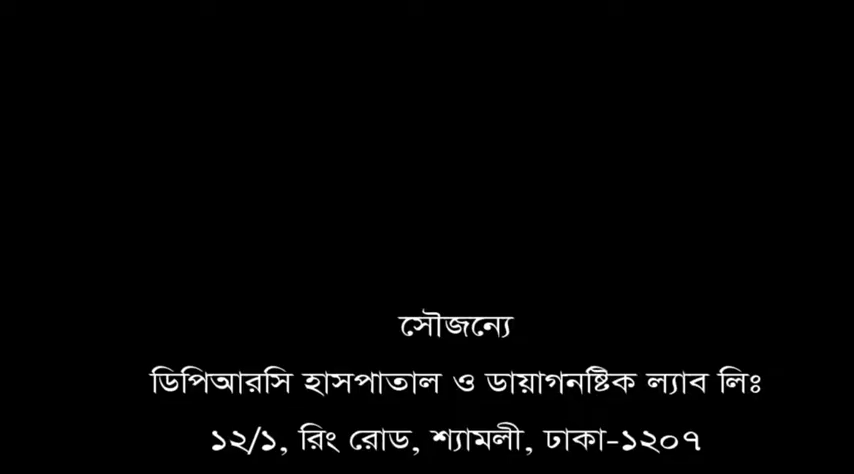 সৌজন্যে
ডিপিআরসি হাসপাতাল ও ডায়াগনষ্টিক ল্যাব লিঃ
১২/১, রিং রোড, শ্যামলী, ঢাকা-১২০৭